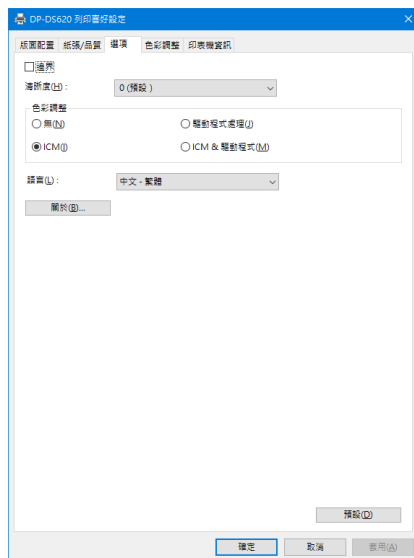 DP-DS620 列印喜好設定
版面配置 紙張/品質 選項 色彩調整 印表機資訊
邊界
清晰度(H) : 0 (預設 )
色彩調整
無(N) 驅動程式處理(J)
ICM(I) ICM & 驅動程式(M)
語言(L) : 中文 - 繁體
關於(B)...
預設(D)
確定 取消 套用(A)